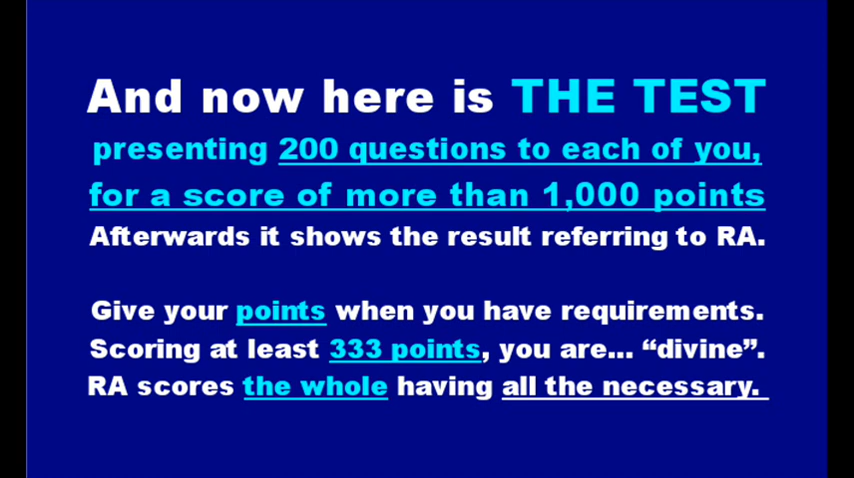 And now here is THE TEST
presenting 200 questions to each of you,
for a score of more than 1,000 points
Afterwards it shows the result referring to RA.
Give your points when you have requirements.
Scoring at least 333 points, you are... “divine”.
RA scores the whole having all the necessary.